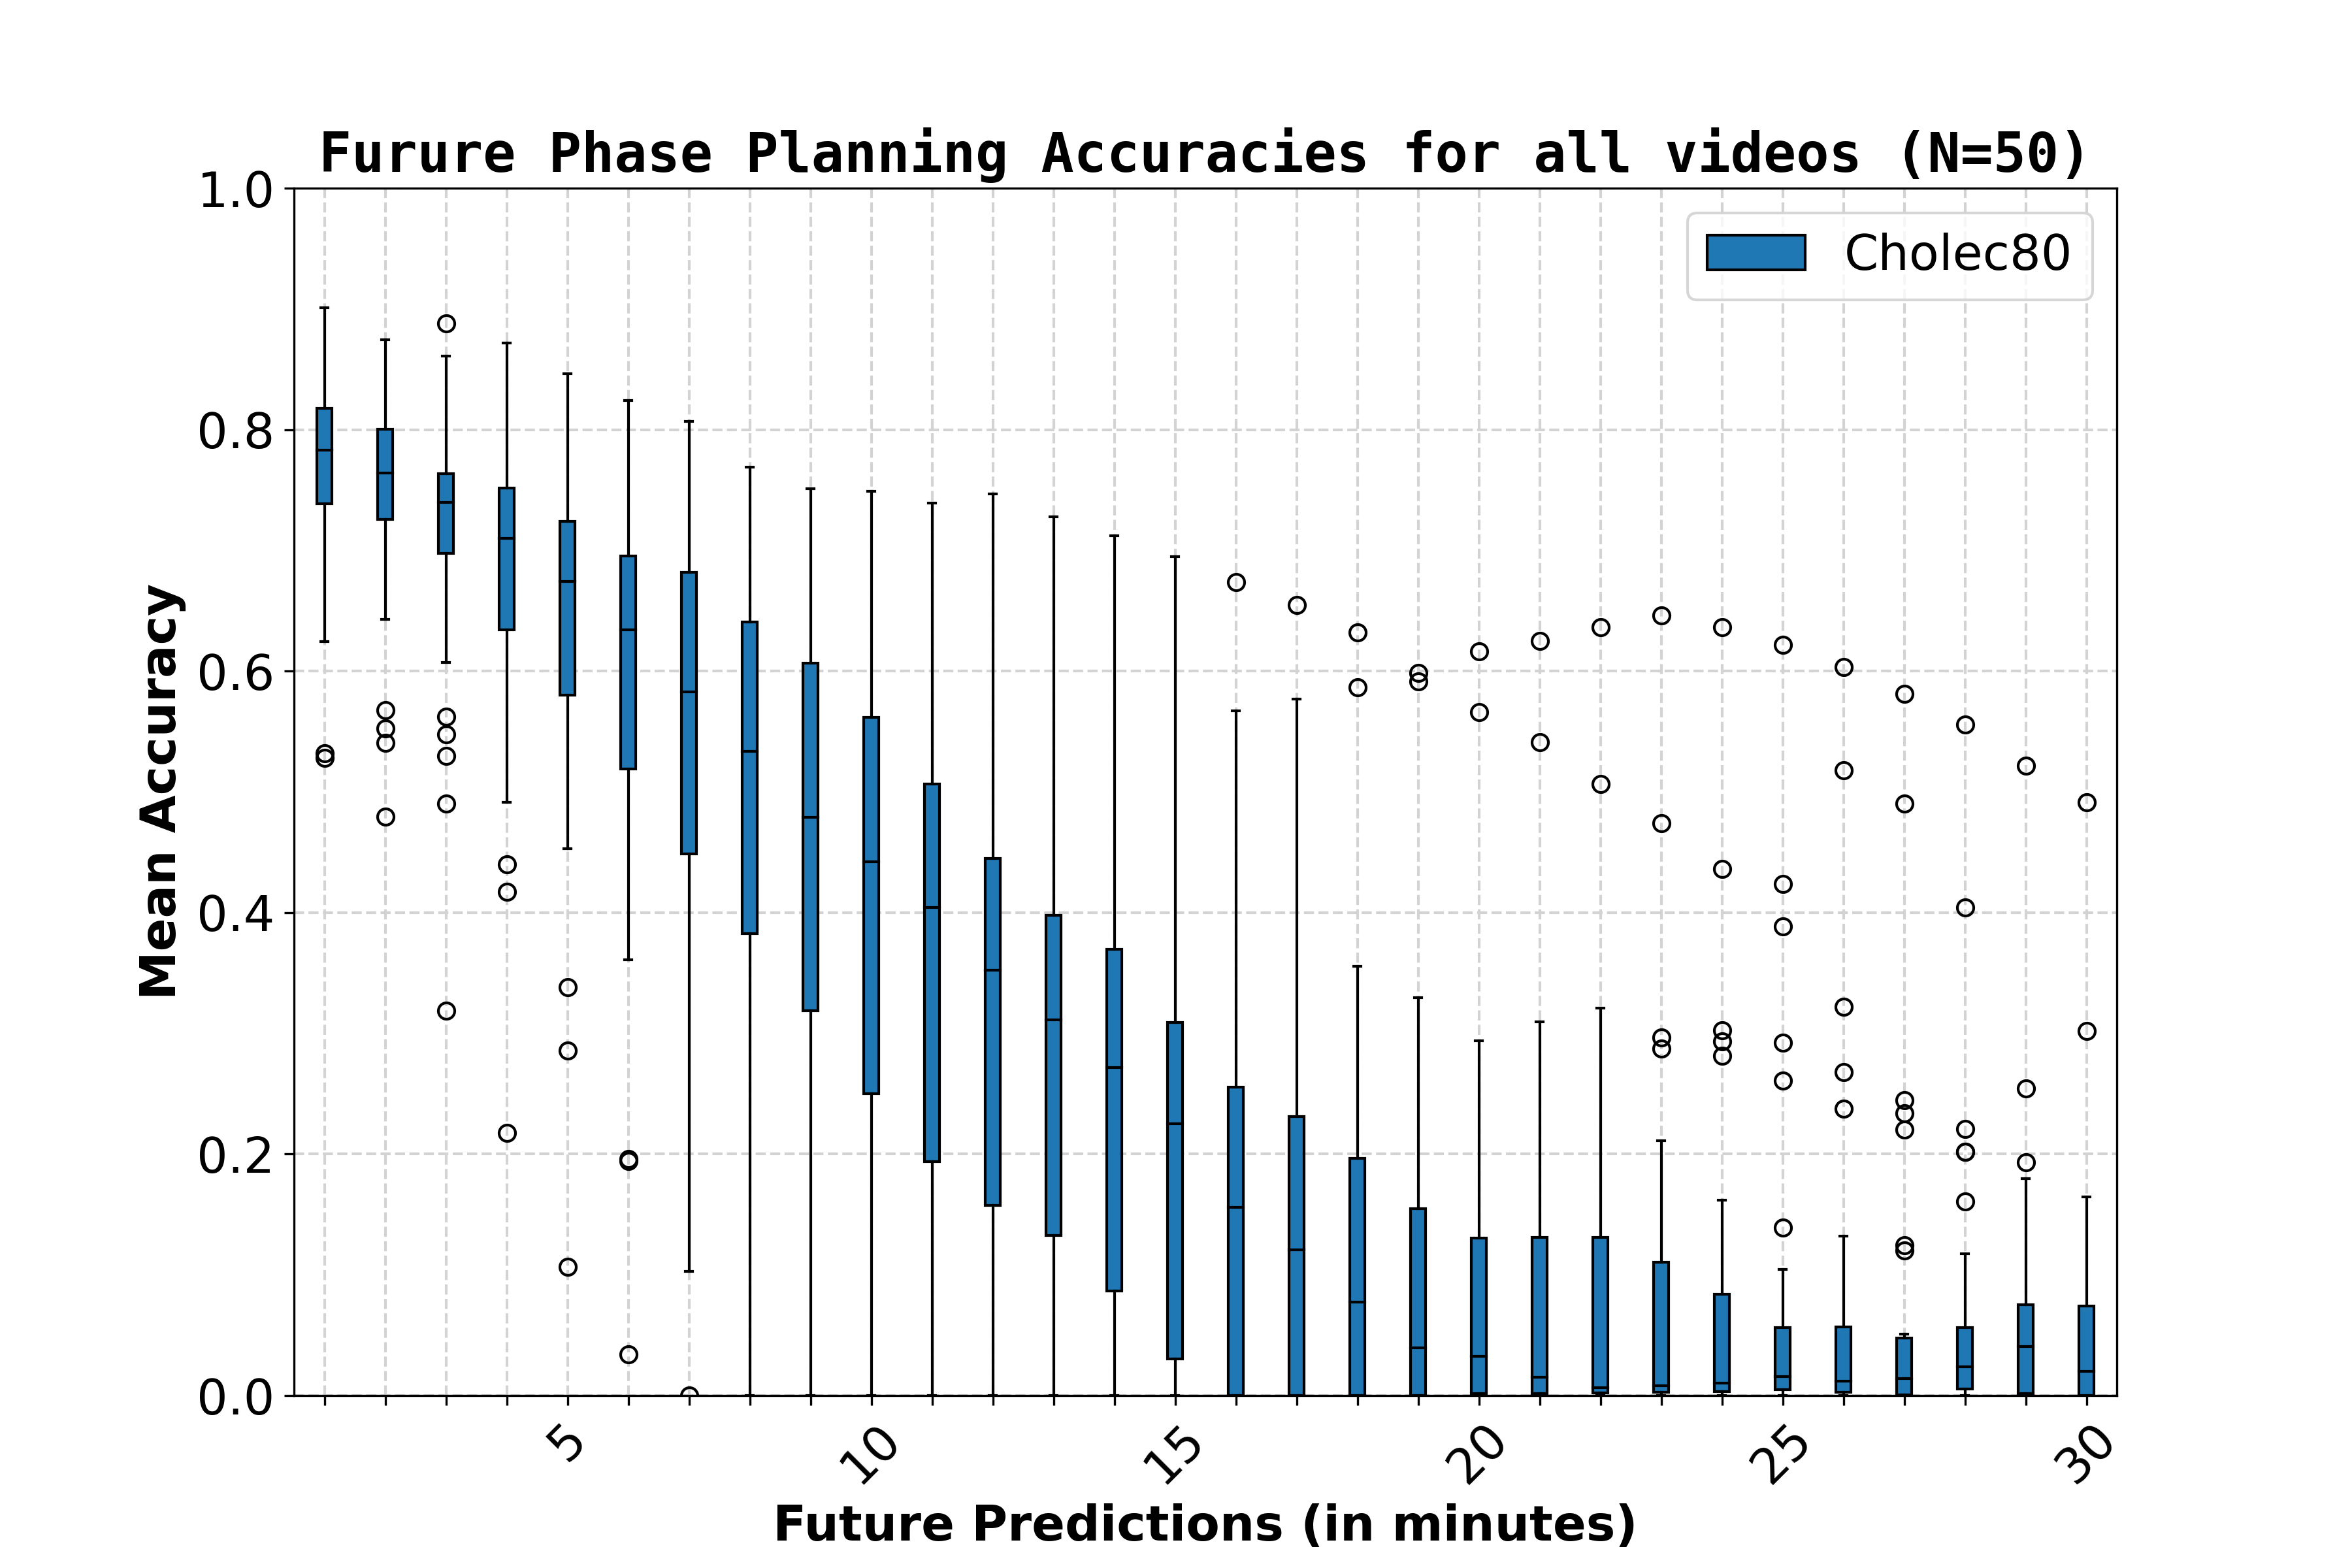 Furure Phase Planning Accuracies for all videos (N=50)
1.0
Cholec80
0.8
0.6
Mean Accuracy
0.4
0.2
0.0
5 10 15 20 25 30
Future Predictions (in minutes)